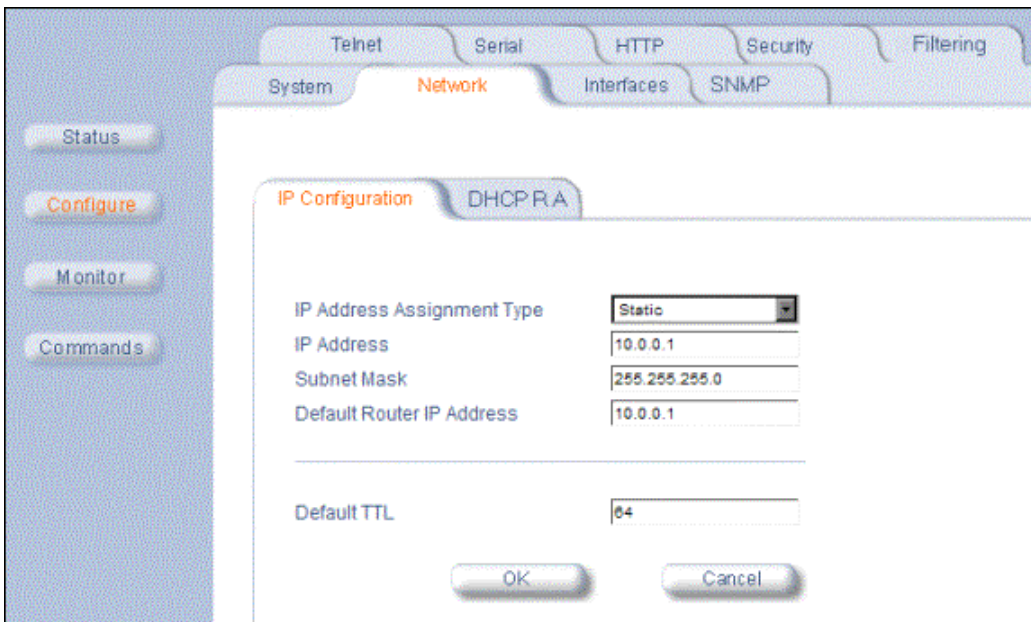 Telnet Serial HTTP Security Filtering
System Network Interfaces SNMP
Status
Configure
Monitor
Commands
IP Configuration DHCP R A
IP Address Assignment Type Static
IP Address 10.0.0.1
Subnet Mask 255.255.255.0
Default Router IP Address 10.0.0.1
Default TTL 64
OK Cancel